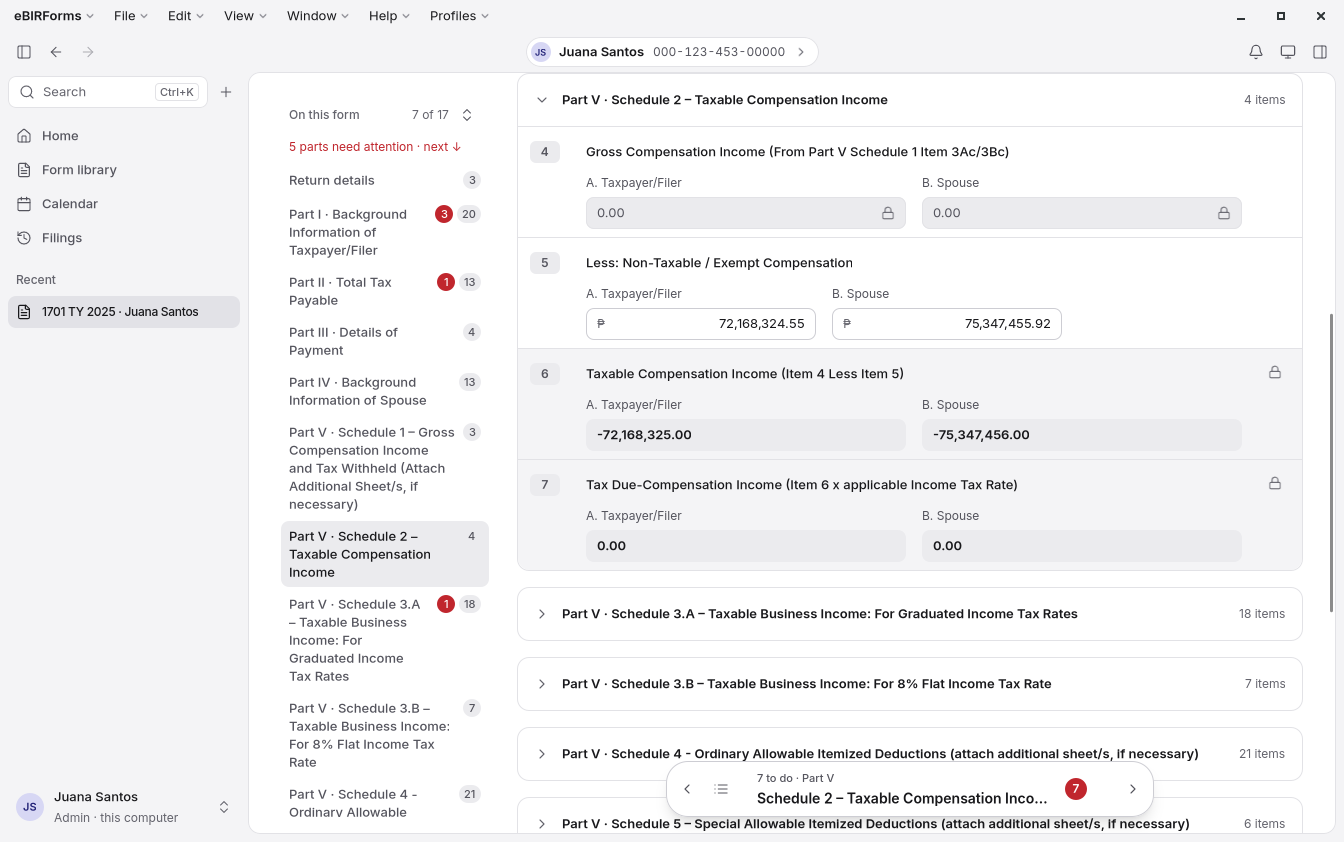 eBIRForms File Edit View Window Help Profiles
JS Juana Santos 000-123-453-00000
Search Ctrl+K
Home
Form library
Calendar
Filings
Recent
1701 TY 2025 · Juana Santos
JS Juana Santos
Admin · this computer
On this form 7 of 17
5 parts need attention · next ↓
Return details 3
Part I · Background 3 20
Information of
Taxpayer/Filer
Part II · Total Tax 1 13
Payable
Part III · Details of 4
Payment
Part IV · Background 13
Information of Spouse
Part V · Schedule 1 – Gross 3
Compensation Income
and Tax Withheld (Attach
Additional Sheet/s, if
necessary)
Part V · Schedule 2 – 4
Taxable Compensation
Income
Part V · Schedule 3.A 1 18
– Taxable Business
Income: For
Graduated Income
Tax Rates
Part V · Schedule 3.B – 7
Taxable Business Income:
For 8% Flat Income Tax
Rate
Part V · Schedule 4 - 21
Ordinary Allowable
Part V · Schedule 2 – Taxable Compensation Income 4 items
4 Gross Compensation Income (From Part V Schedule 1 Item 3Ac/3Bc)
A. Taxpayer/Filer B. Spouse
0.00 0.00
5 Less: Non-Taxable / Exempt Compensation
A. Taxpayer/Filer B. Spouse
₱ 72,168,324.55 ₱ 75,347,455.92
6 Taxable Compensation Income (Item 4 Less Item 5)
A. Taxpayer/Filer B. Spouse
-72,168,325.00 -75,347,456.00
7 Tax Due-Compensation Income (Item 6 x applicable Income Tax Rate)
A. Taxpayer/Filer B. Spouse
0.00 0.00
Part V · Schedule 3.A – Taxable Business Income: For Graduated Income Tax Rates 18 items
Part V · Schedule 3.B – Taxable Business Income: For 8% Flat Income Tax Rate 7 items
Part V · Schedule 4 - Ordinary Allowable Itemized Deductions (attach additional sheet/s, if necessary) 21 items
7 to do · Part V
Schedule 2 – Taxable Compensation Inco... 7
Part V · Schedule 5 – Special Allowable Itemized Deductions (attach additional sheet/s, if necessary) 6 items